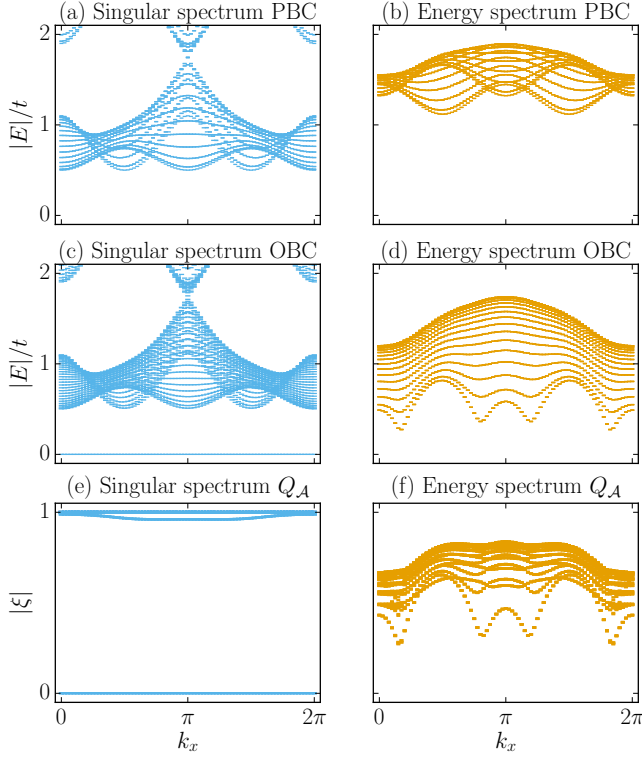 (a) Singular spectrum PBC
(b) Energy spectrum PBC
2
1
0
|E|/t
(c) Singular spectrum OBC
(d) Energy spectrum OBC
2
1
0
|E|/t
(e) Singular spectrum Q_𝒜
(f) Energy spectrum Q_𝒜
1
0
|ξ|
0
π
2π
0
π
2π
k_x
k_x